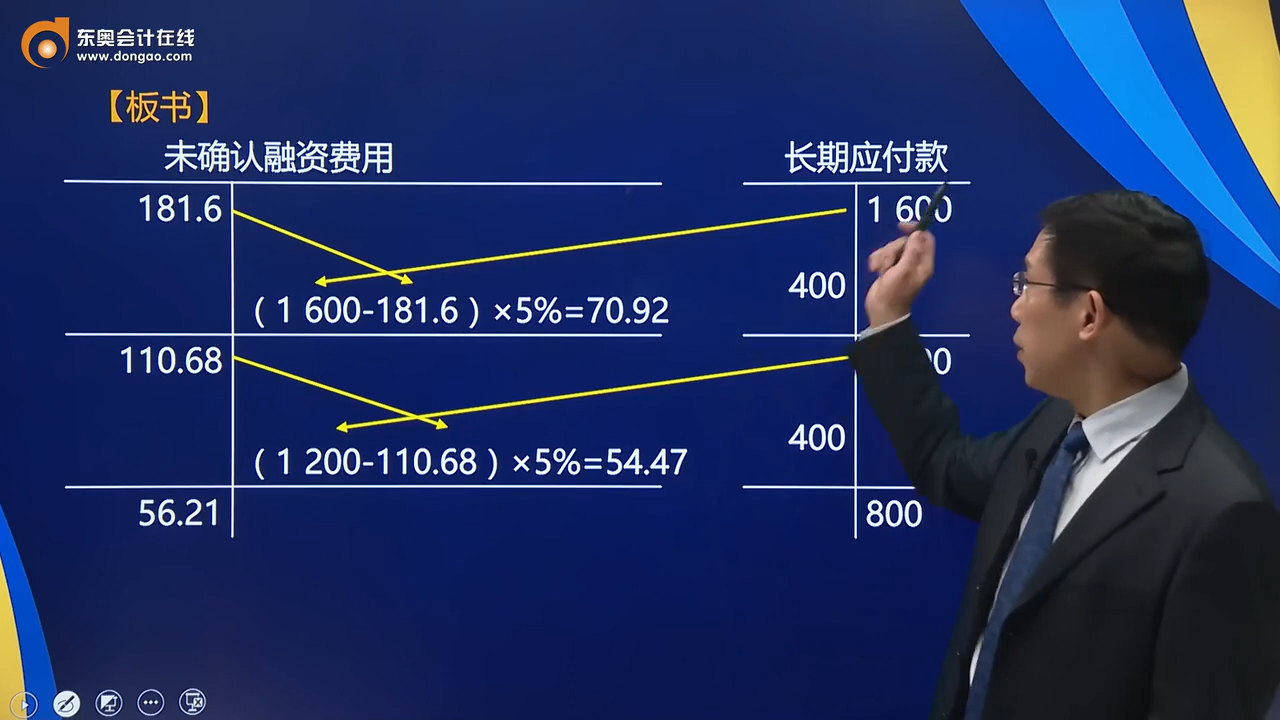 东奥会计在线
www.dongao.com
【板书】
未确认融资费用 长期应付款
181.6 1 600
400
(1 600-181.6)×5%=70.92
110.68
400
(1 200-110.68)×5%=54.47
56.21 800